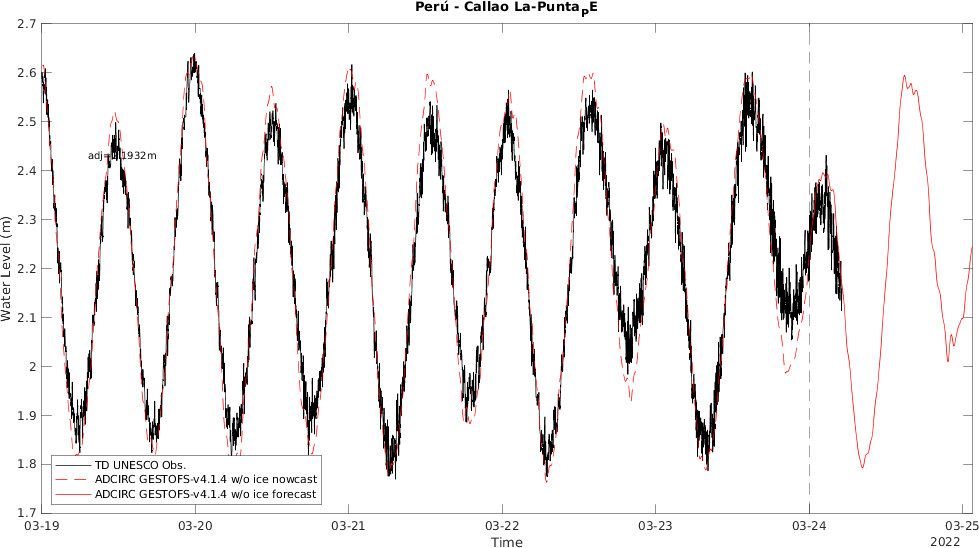 Perú - Callao La-PuntapE
2.7
2.6
2.5
2.4
2.3
2.2
2.1
2
1.9
1.8
1.7
Water Level (m)
1932m
TD UNESCO Obs.
ADCIRC GESTOFS-v4.1.4 w/o ice nowcast
ADCIRC GESTOFS-v4.1.4 w/o ice forecast
03-19
03-20
03-21
03-22
03-23
03-24
03-25
Time
2022